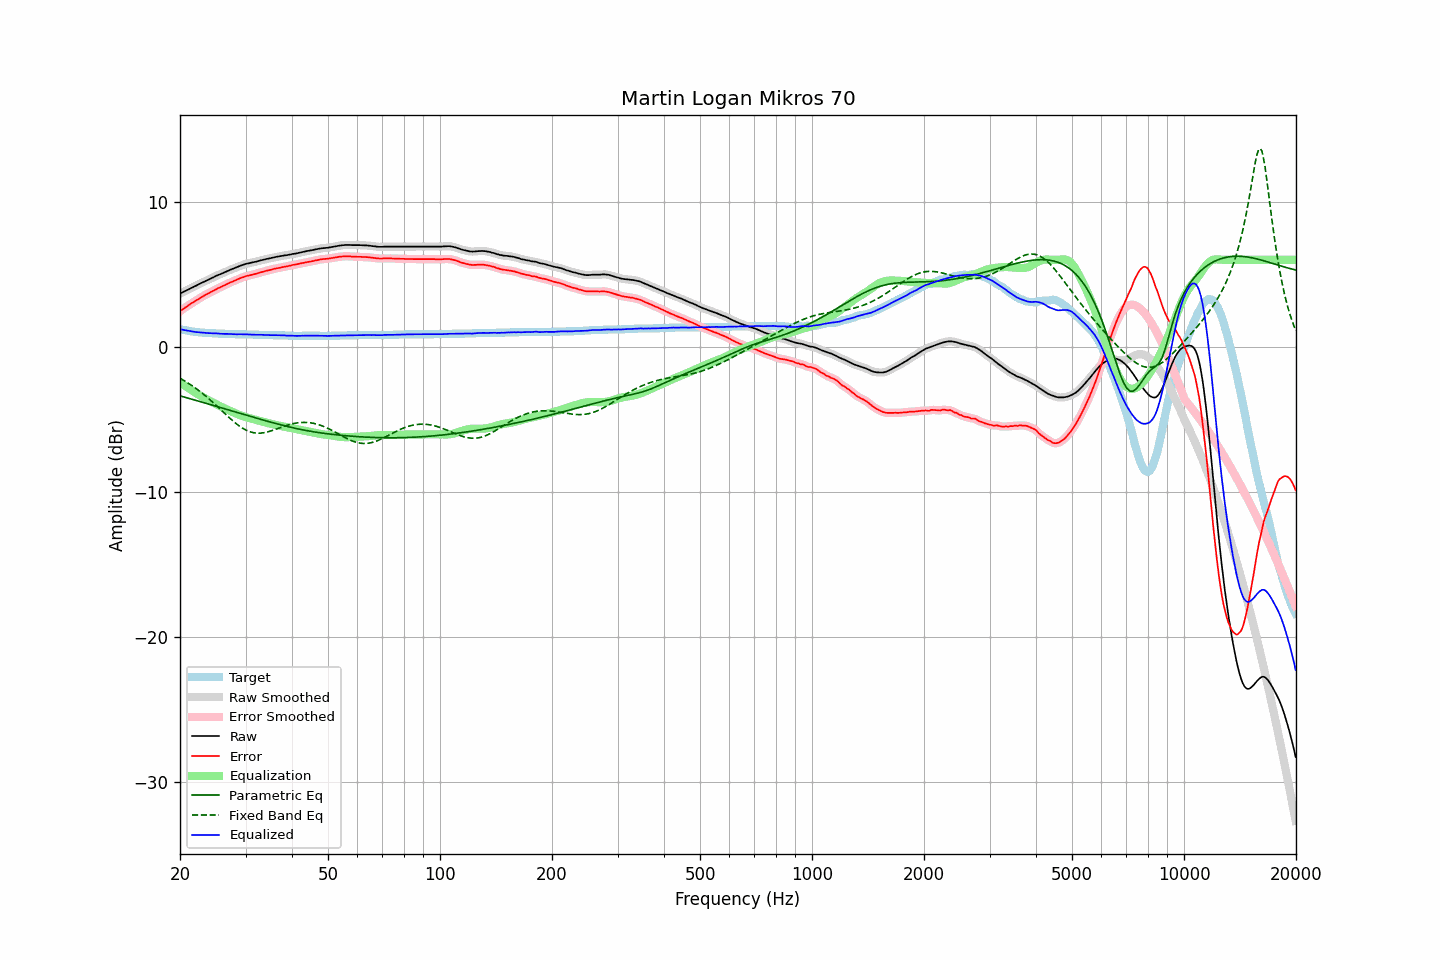 Martin Logan Mikros 70
Amplitude (dBr)
10
0
−10
−20
−30
Target
Raw Smoothed
Error Smoothed
Raw
Error
Equalization
Parametric Eq
Fixed Band Eq
Equalized
20 50 100 200 500 1000 2000 5000 10000 20000
Frequency (Hz)